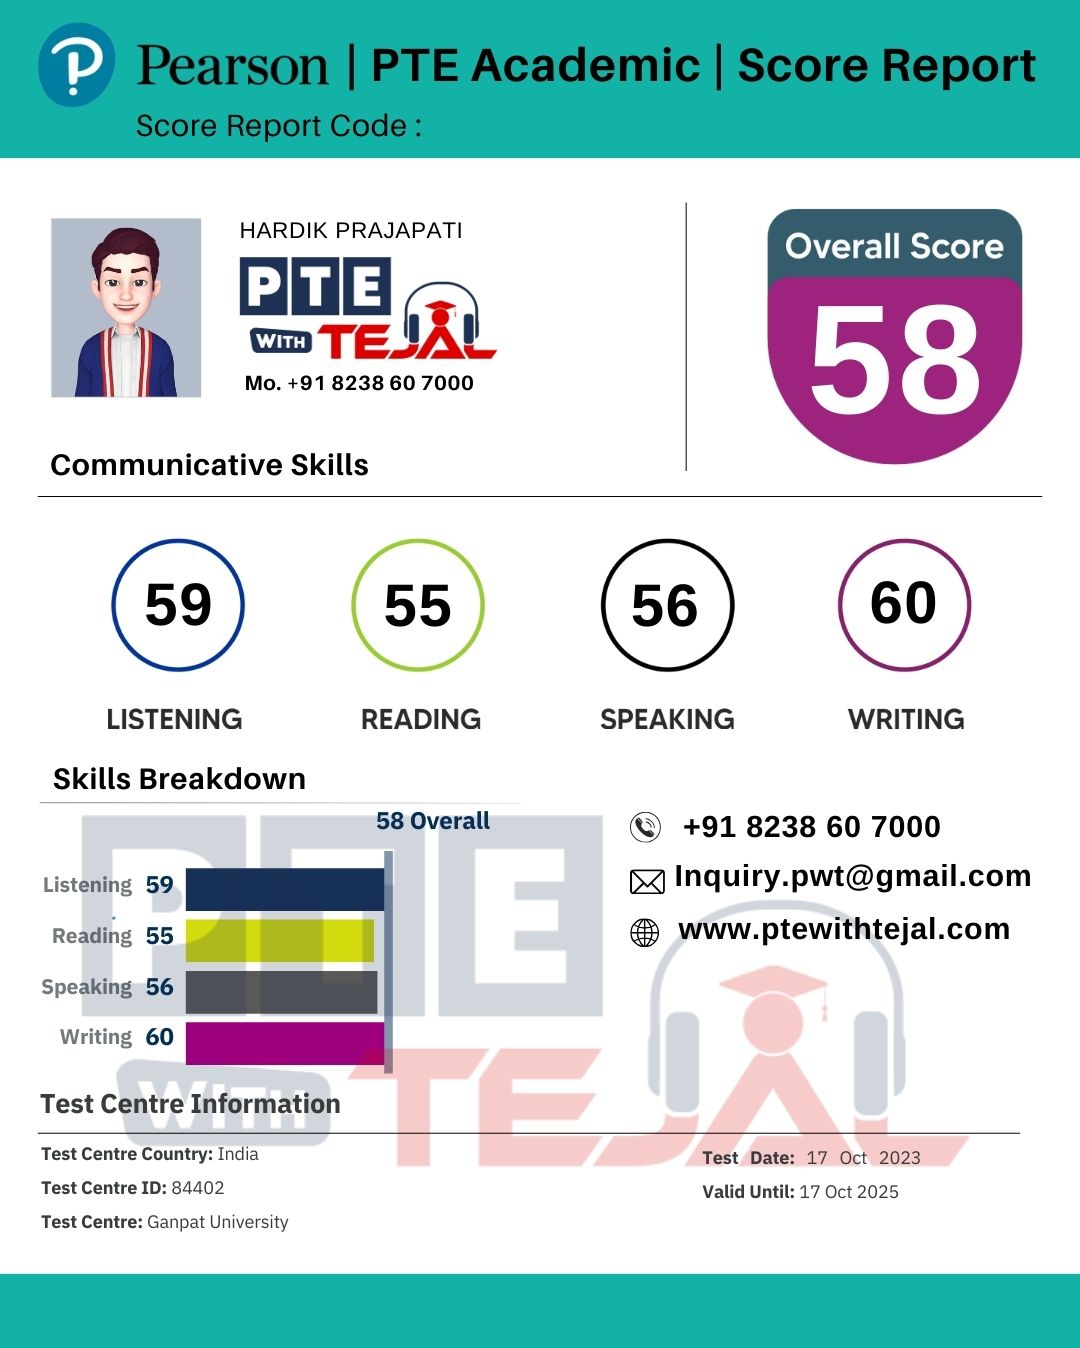 Pearson | PTE Academic | Score Report
Score Report Code :
HARDIK PRAJAPATI
PTE
WITH TEJAL
Mo. +91 8238 60 7000
Overall Score
58
Communicative Skills
59 55 56 60
LISTENING READING SPEAKING WRITING
Skills Breakdown
58 Overall
Listening 59
Reading 55
Speaking 56
Writing 60
+91 8238 60 7000
Inquiry.pwt@gmail.com
www.ptewithtejal.com
PTE
WITH TEJAL
Test Centre Information
Test Centre Country: India
Test Centre ID: 84402
Test Centre: Ganpat University
Test Date: 17 Oct 2023
Valid Until: 17 Oct 2025